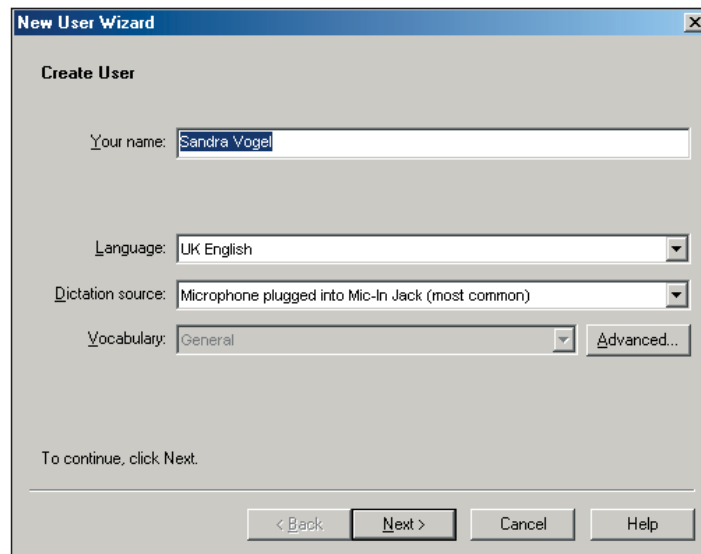 New User Wizard
Create User
Your name: Sandra Vogel
Language: UK English
Dictation source: Microphone plugged into Mic-In Jack (most common)
Vocabulary: General Advanced...
To continue, click Next.
< Back Next > Cancel Help